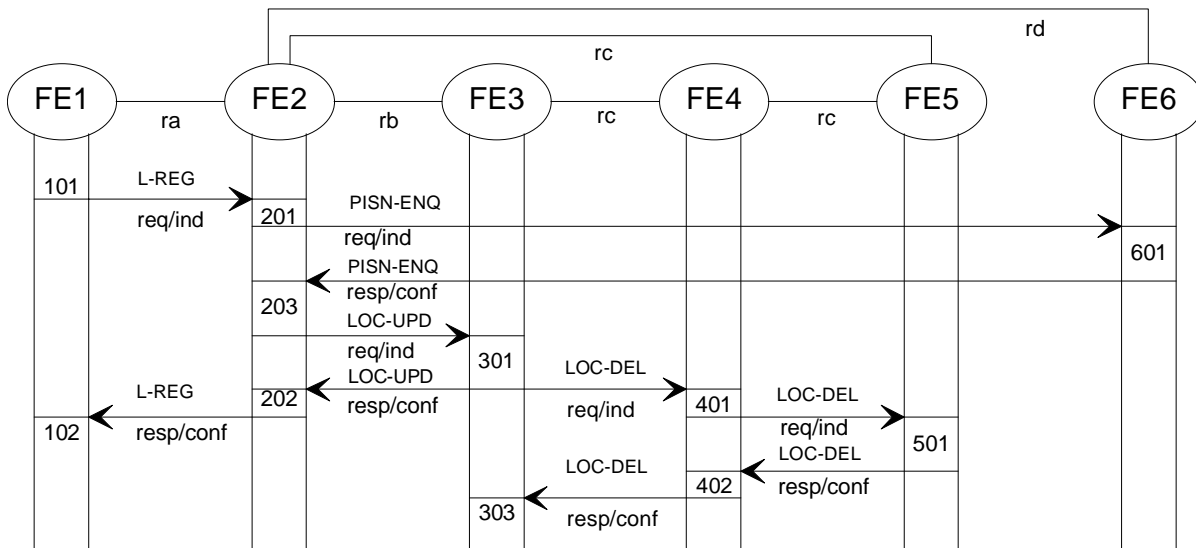 rd
rc
FE1 FE2 FE3 FE4 FE5 FE6
ra rb rc rc
101 L-REG
req/ind 201 PISN-ENQ
req/ind 601
PISN-ENQ
resp/conf
203 LOC-UPD
req/ind 301
LOC-UPD LOC-DEL
L-REG 202 resp/conf req/ind 401 LOC-DEL
102 resp/conf req/ind 501
LOC-DEL LOC-DEL
402 resp/conf
303 resp/conf